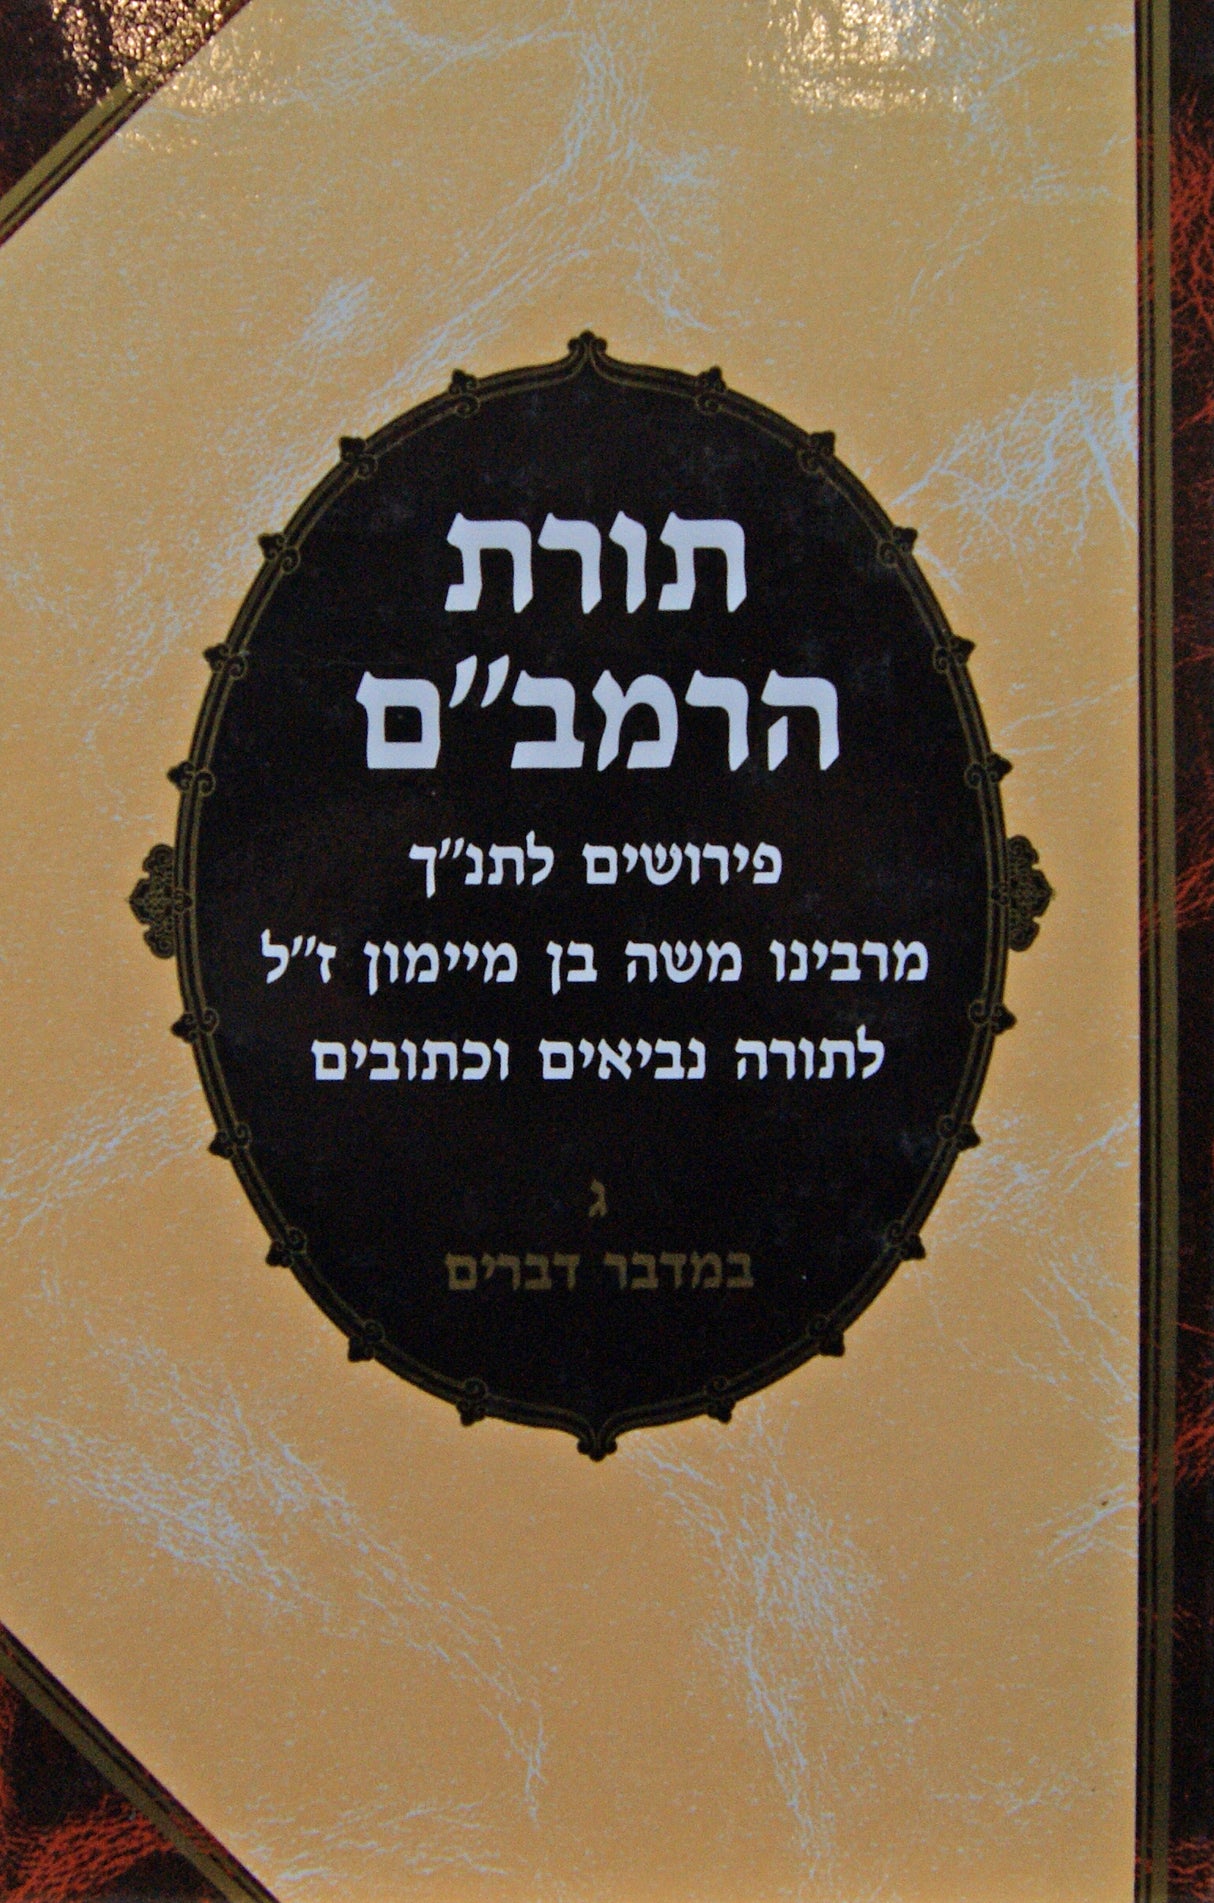 תורת
הרמב״ם
פירושים לתנ״ך
מרבינו משה בן מיימון ז״ל
לתורה נביאים וכתובים
ג
במדבר דברים